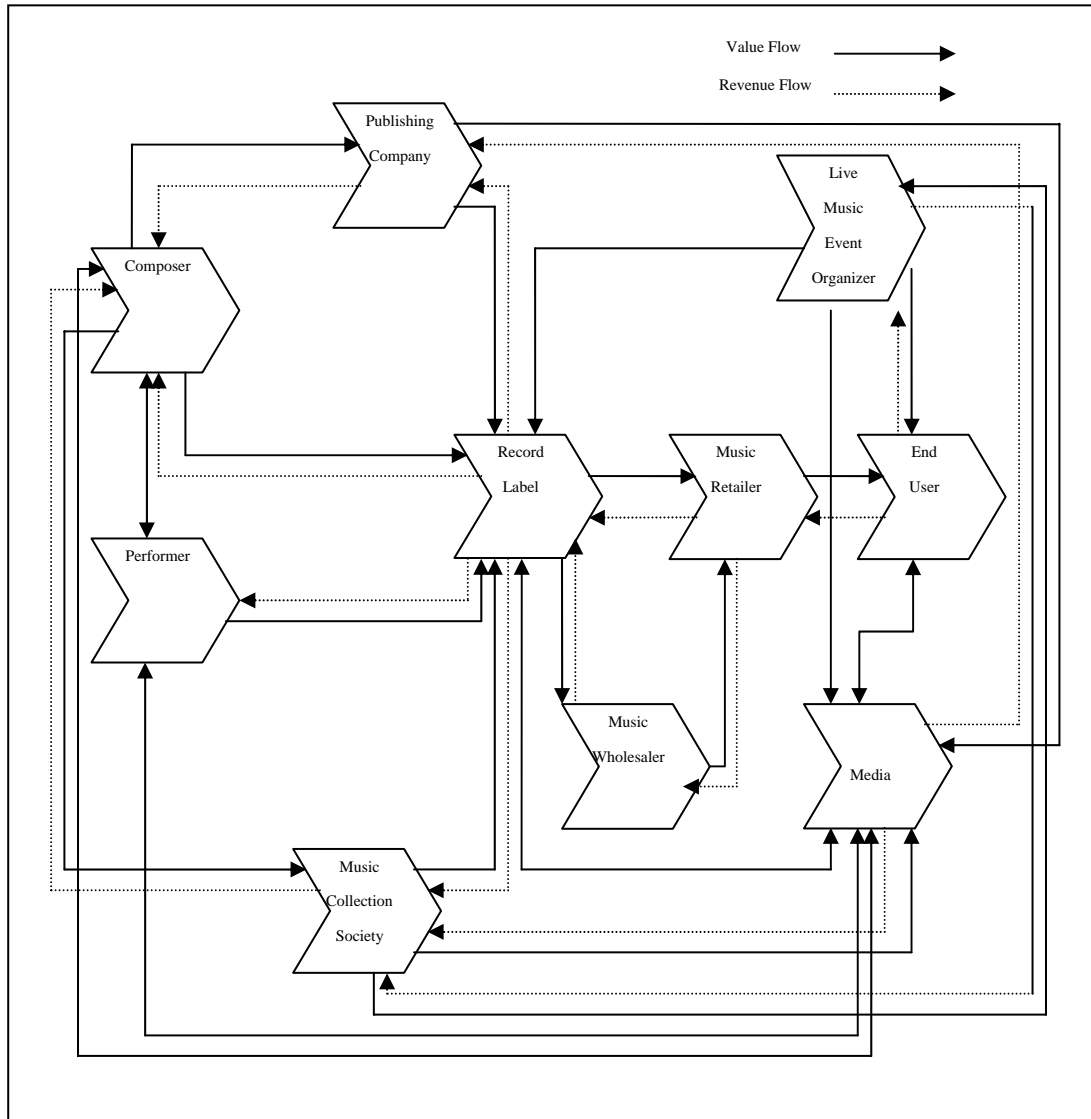 Value Flow
Revenue Flow
Publishing
Company
Live
Music
Event
Organizer
Composer
Record
Label
Music
Retailer
End
User
Performer
Music
Wholesaler
Media
Music
Collection
Society